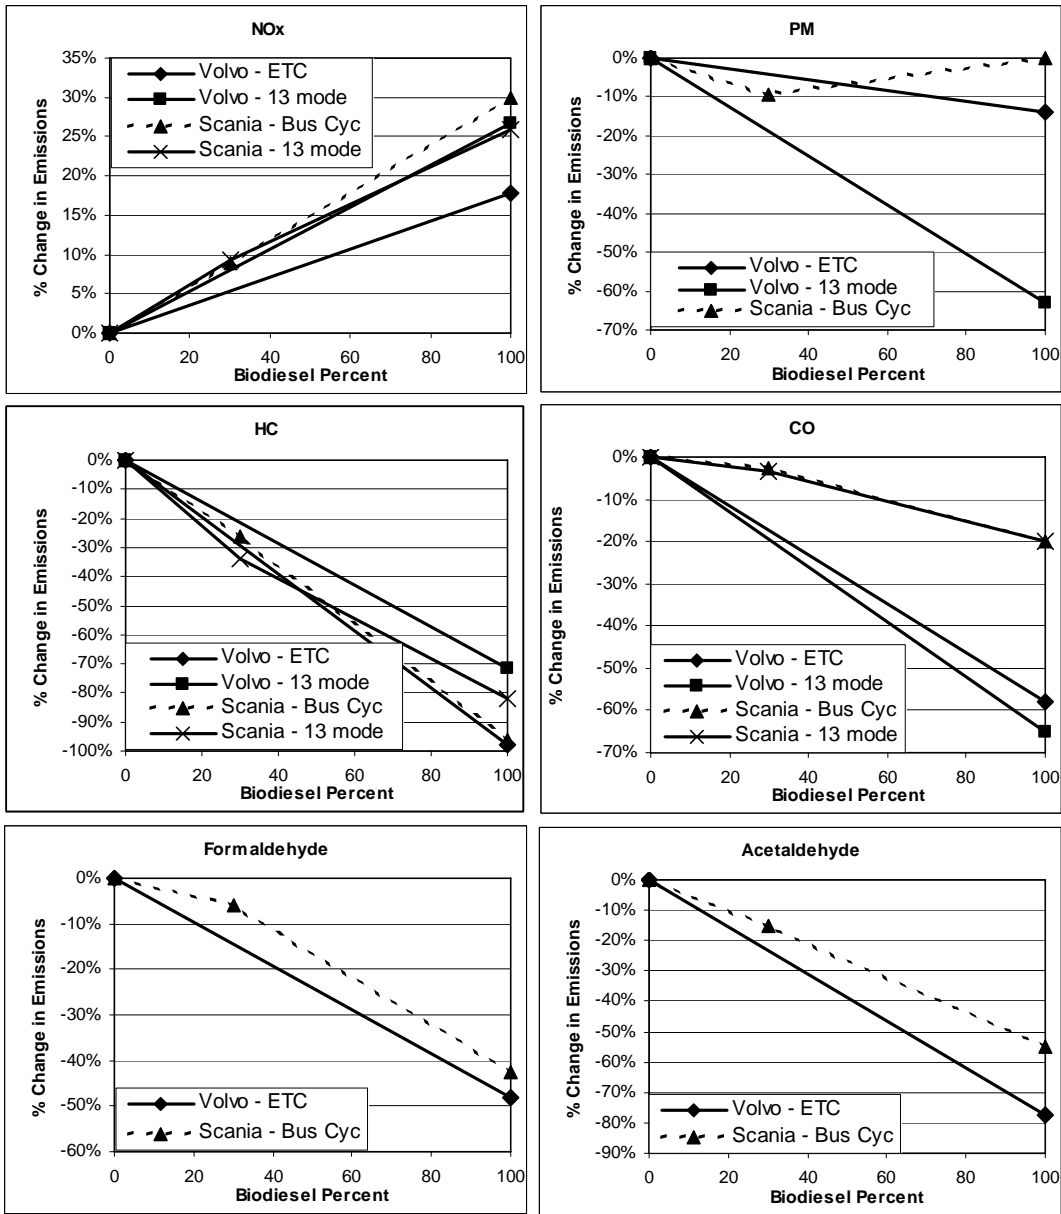 NOx
35%
30%
25%
20%
15%
10%
5%
0%
% Change in Emissions
Volvo - ETC
Volvo - 13 mode
Scania - Bus Cyc
Scania - 13 mode
0 20 40 60 80 100
Biodiesel Percent
PM
0%
-10%
-20%
-30%
-40%
-50%
-60%
-70%
% Change in Emissions
Volvo - ETC
Volvo - 13 mode
Scania - Bus Cyc
0 20 40 60 80 100
Biodiesel Percent
HC
0%
-10%
-20%
-30%
-40%
-50%
-60%
-70%
-80%
-90%
-100%
% Change in Emissions
Volvo - ETC
Volvo - 13 mode
Scania - Bus Cyc
Scania - 13 mode
0 20 40 60 80 100
Biodiesel Percent
CO
0%
-10%
-20%
-30%
-40%
-50%
-60%
-70%
% Change in Emissions
Volvo - ETC
Volvo - 13 mode
Scania - Bus Cyc
Scania - 13 mode
0 20 40 60 80 100
Biodiesel Percent
Formaldehyde
0%
-10%
-20%
-30%
-40%
-50%
-60%
% Change in Emissions
Volvo - ETC
Scania - Bus Cyc
0 20 40 60 80 100
Biodiesel Percent
Acetaldehyde
0%
-10%
-20%
-30%
-40%
-50%
-60%
-70%
-80%
-90%
% Change in Emissions
Volvo - ETC
Scania - Bus Cyc
0 20 40 60 80 100
Biodiesel Percent